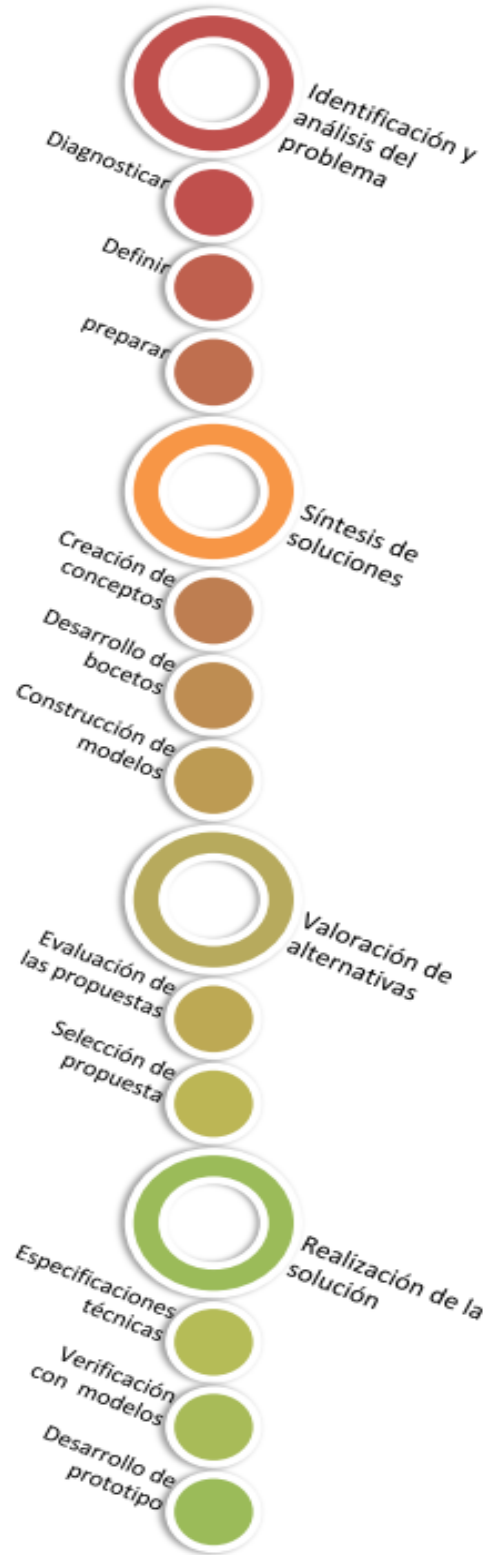 Identificación y
análisis del
problema
Diagnosticar
Definir
preparar
Síntesis de
soluciones
Creación de
conceptos
Desarrollo de
bocetos
Construcción de
modelos
Valoración de
alternativas
Evaluación de
las propuestas
Selección de
propuesta
Realización de la
solución
Especificaciones
técnicas
Verificación
con modelos
Desarrollo de
prototipo